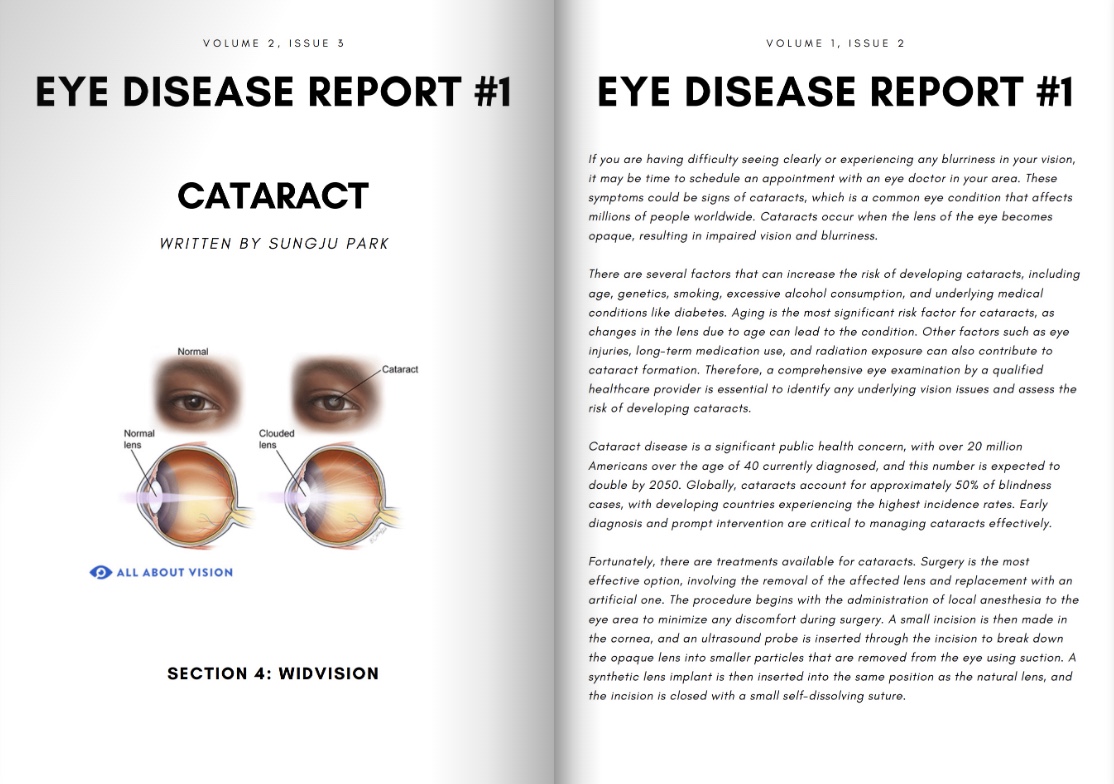 VOLUME 2, ISSUE 3
EYE DISEASE REPORT #1
CATARACT
WRITTEN BY SUNGJU PARK
Normal
Cataract
Normal
lens
Clouded
lens
ALL ABOUT VISION
SECTION 4: WIDVISION
VOLUME 1, ISSUE 2
EYE DISEASE REPORT #1
If you are having difficulty seeing clearly or experiencing any blurriness in your vision,
it may be time to schedule an appointment with an eye doctor in your area. These
symptoms could be signs of cataracts, which is a common eye condition that affects
millions of people worldwide. Cataracts occur when the lens of the eye becomes
opaque, resulting in impaired vision and blurriness.
There are several factors that can increase the risk of developing cataracts, including
age, genetics, smoking, excessive alcohol consumption, and underlying medical
conditions like diabetes. Aging is the most significant risk factor for cataracts, as
changes in the lens due to age can lead to the condition. Other factors such as eye
injuries, long-term medication use, and radiation exposure can also contribute to
cataract formation. Therefore, a comprehensive eye examination by a qualified
healthcare provider is essential to identify any underlying vision issues and assess the
risk of developing cataracts.
Cataract disease is a significant public health concern, with over 20 million
Americans over the age of 40 currently diagnosed, and this number is expected to
double by 2050. Globally, cataracts account for approximately 50% of blindness
cases, with developing countries experiencing the highest incidence rates. Early
diagnosis and prompt intervention are critical to managing cataracts effectively.
Fortunately, there are treatments available for cataracts. Surgery is the most
effective option, involving the removal of the affected lens and replacement with an
artificial one. The procedure begins with the administration of local anesthesia to the
eye area to minimize any discomfort during surgery. A small incision is then made in
the cornea, and an ultrasound probe is inserted through the incision to break down
the opaque lens into smaller particles that are removed from the eye using suction. A
synthetic lens implant is then inserted into the same position as the natural lens, and
the incision is closed with a small self-dissolving suture.